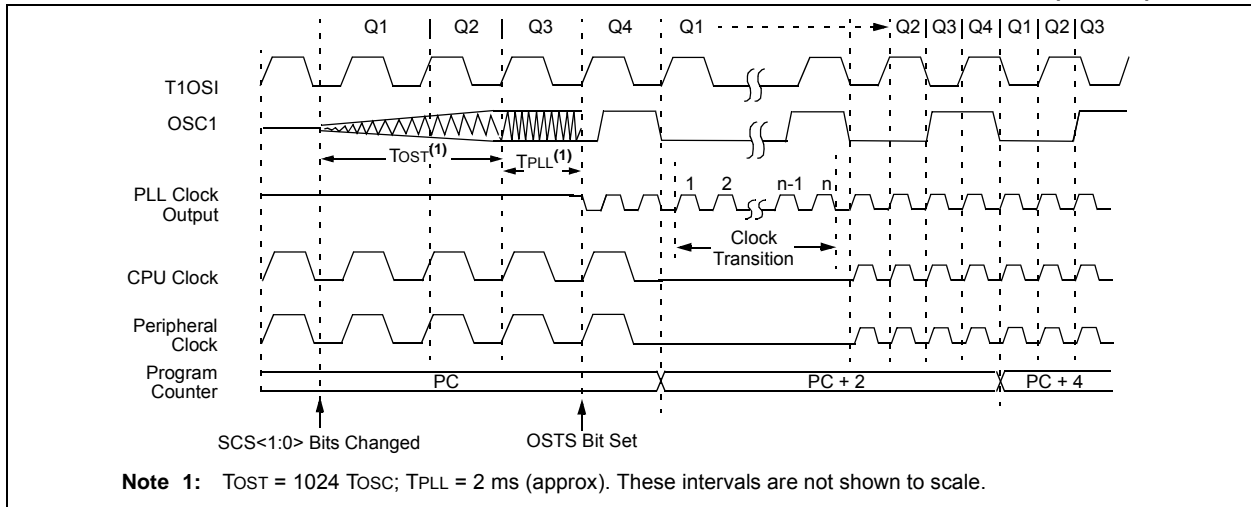 Q1 Q2 Q3 Q4 Q1 Q2 Q3 Q4 Q1 Q2 Q3
T1OSI
OSC1
TOST(1) TPLL(1)
1 2 n-1 n
PLL Clock
Output
Clock
Transition
CPU Clock
Peripheral
Clock
Program
Counter
PC PC + 2 PC + 4
SCS<1:0> Bits Changed OSTS Bit Set
Note 1: TOST = 1024 TOSC; TPLL = 2 ms (approx). These intervals are not shown to scale.